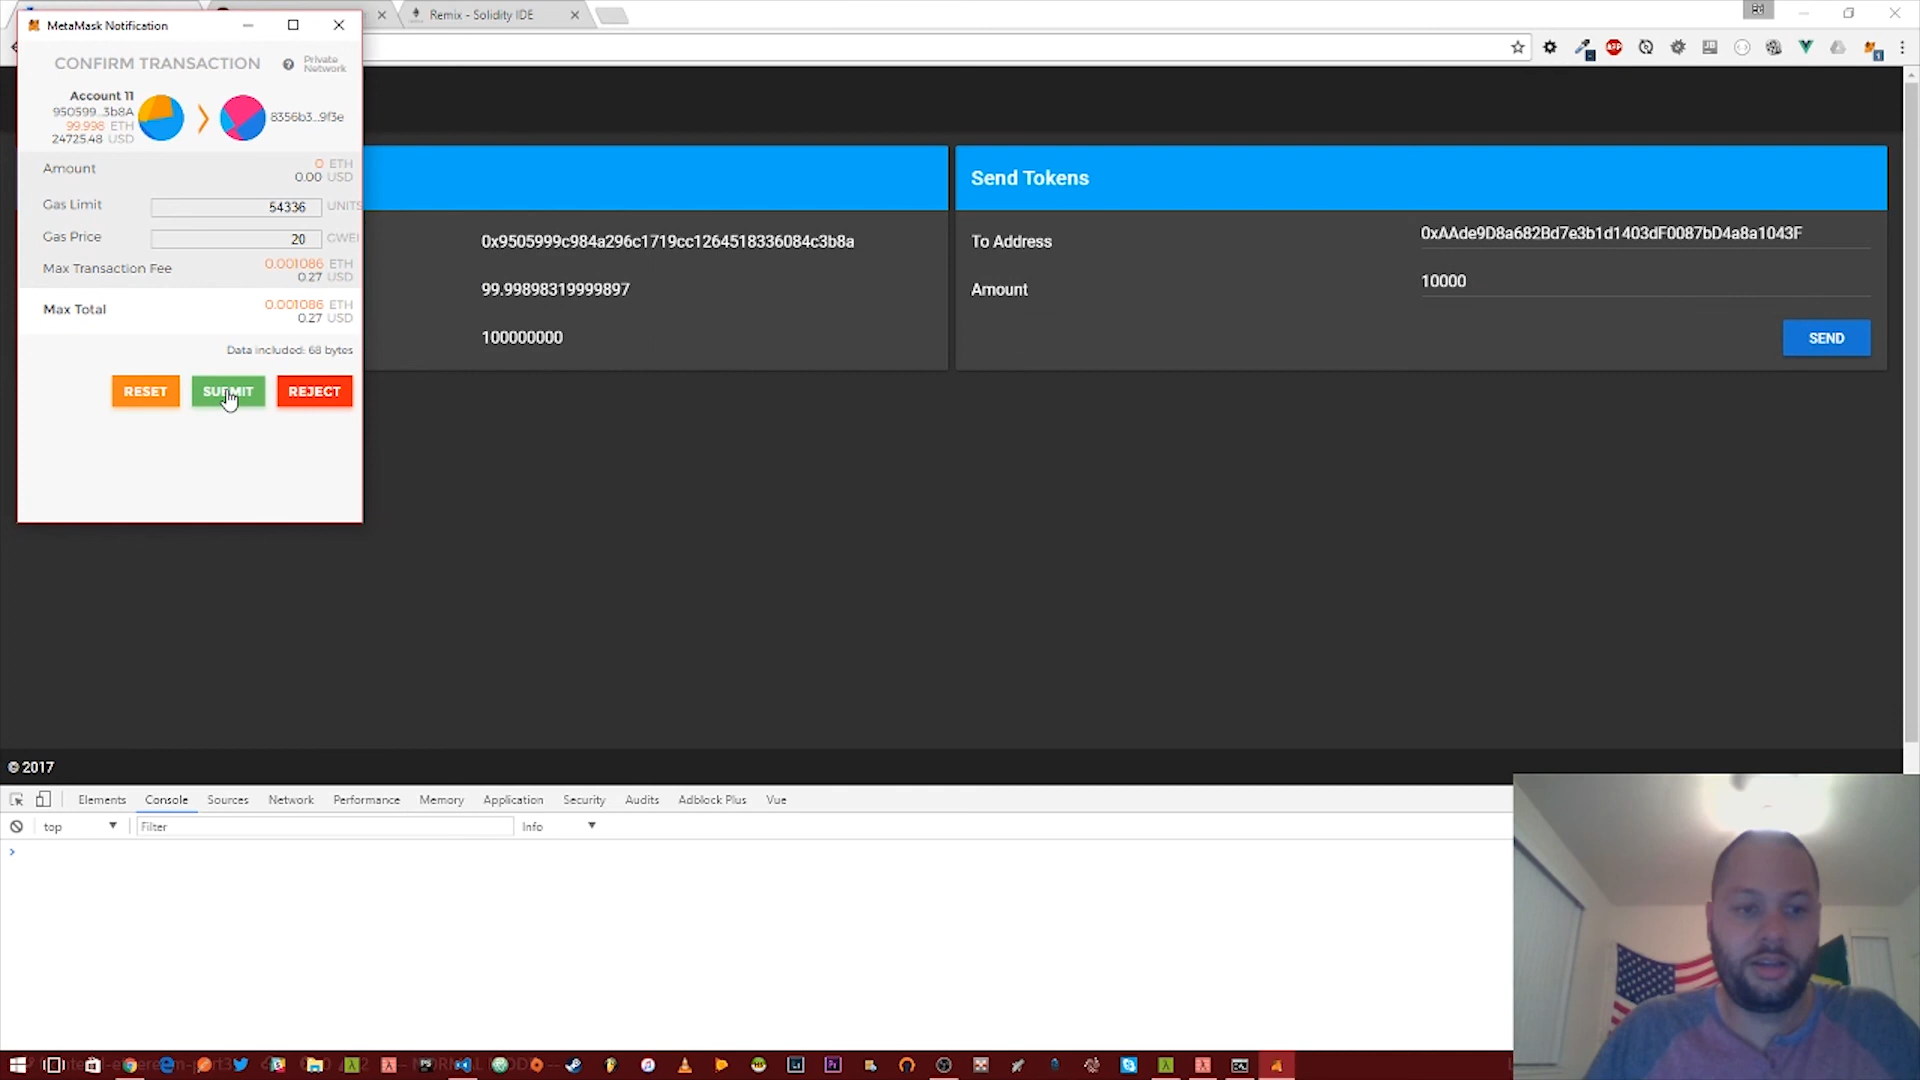 MetaMask Notification
Remix - Solidity IDE
CONFIRM TRANSACTION
Private
Network
Account 11
950599...3b8A
99.998 ETH
24725.48 USD
8356b3...9f3e
Amount
0 ETH
0.00 USD
Gas Limit
54336 UNITS
Gas Price
20 GWEI
Max Transaction Fee
0.001086 ETH
0.27 USD
Max Total
0.001086 ETH
0.27 USD
Data included: 68 bytes
RESET SUBMIT REJECT
0x9505999c984a296c1719cc1264518336084c3b8a
99.99898319999897
100000000
Send Tokens
To Address
0xAAde9D8a682Bd7e3b1d1403dF0087bD4a8a1043F
Amount
10000
SEND
© 2017
Elements Console Sources Network Performance Memory Application Security Audits Adblock Plus Vue
top
Filter
Info